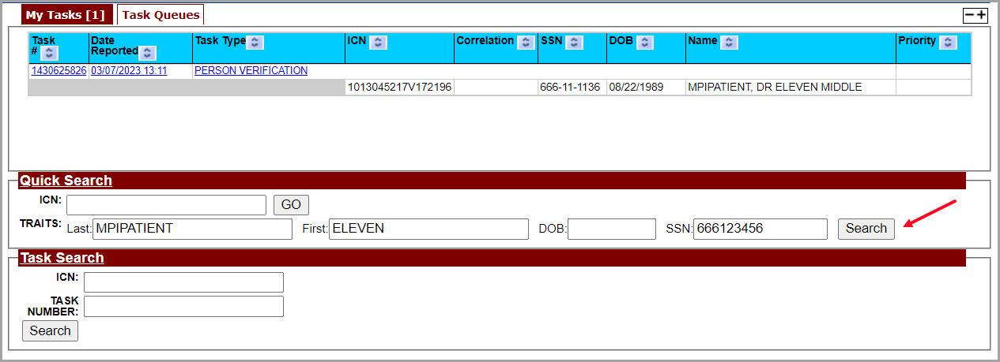 My Tasks [1] Task Queues
Task # Date Reported Task Type ICN Correlation SSN DOB Name Priority
1430625826 03/07/2023 13:11 PERSON VERIFICATION
1013045217V172196 666-11-1136 08/22/1989 MPIPATIENT, DR ELEVEN MIDDLE
Quick Search
ICN: GO
TRAITS: Last: MPIPATIENT First: ELEVEN DOB: SSN: 666123456 Search
Task Search
ICN:
TASK
NUMBER:
Search